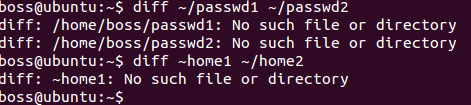 boss@ubuntu:~$ diff ~/passwd1 ~/passwd2
diff: /home/boss/passwd1: No such file or directory
diff: /home/boss/passwd2: No such file or directory
boss@ubuntu:~$ diff ~home1 ~/home2
diff: ~home1: No such file or directory
boss@ubuntu:~$